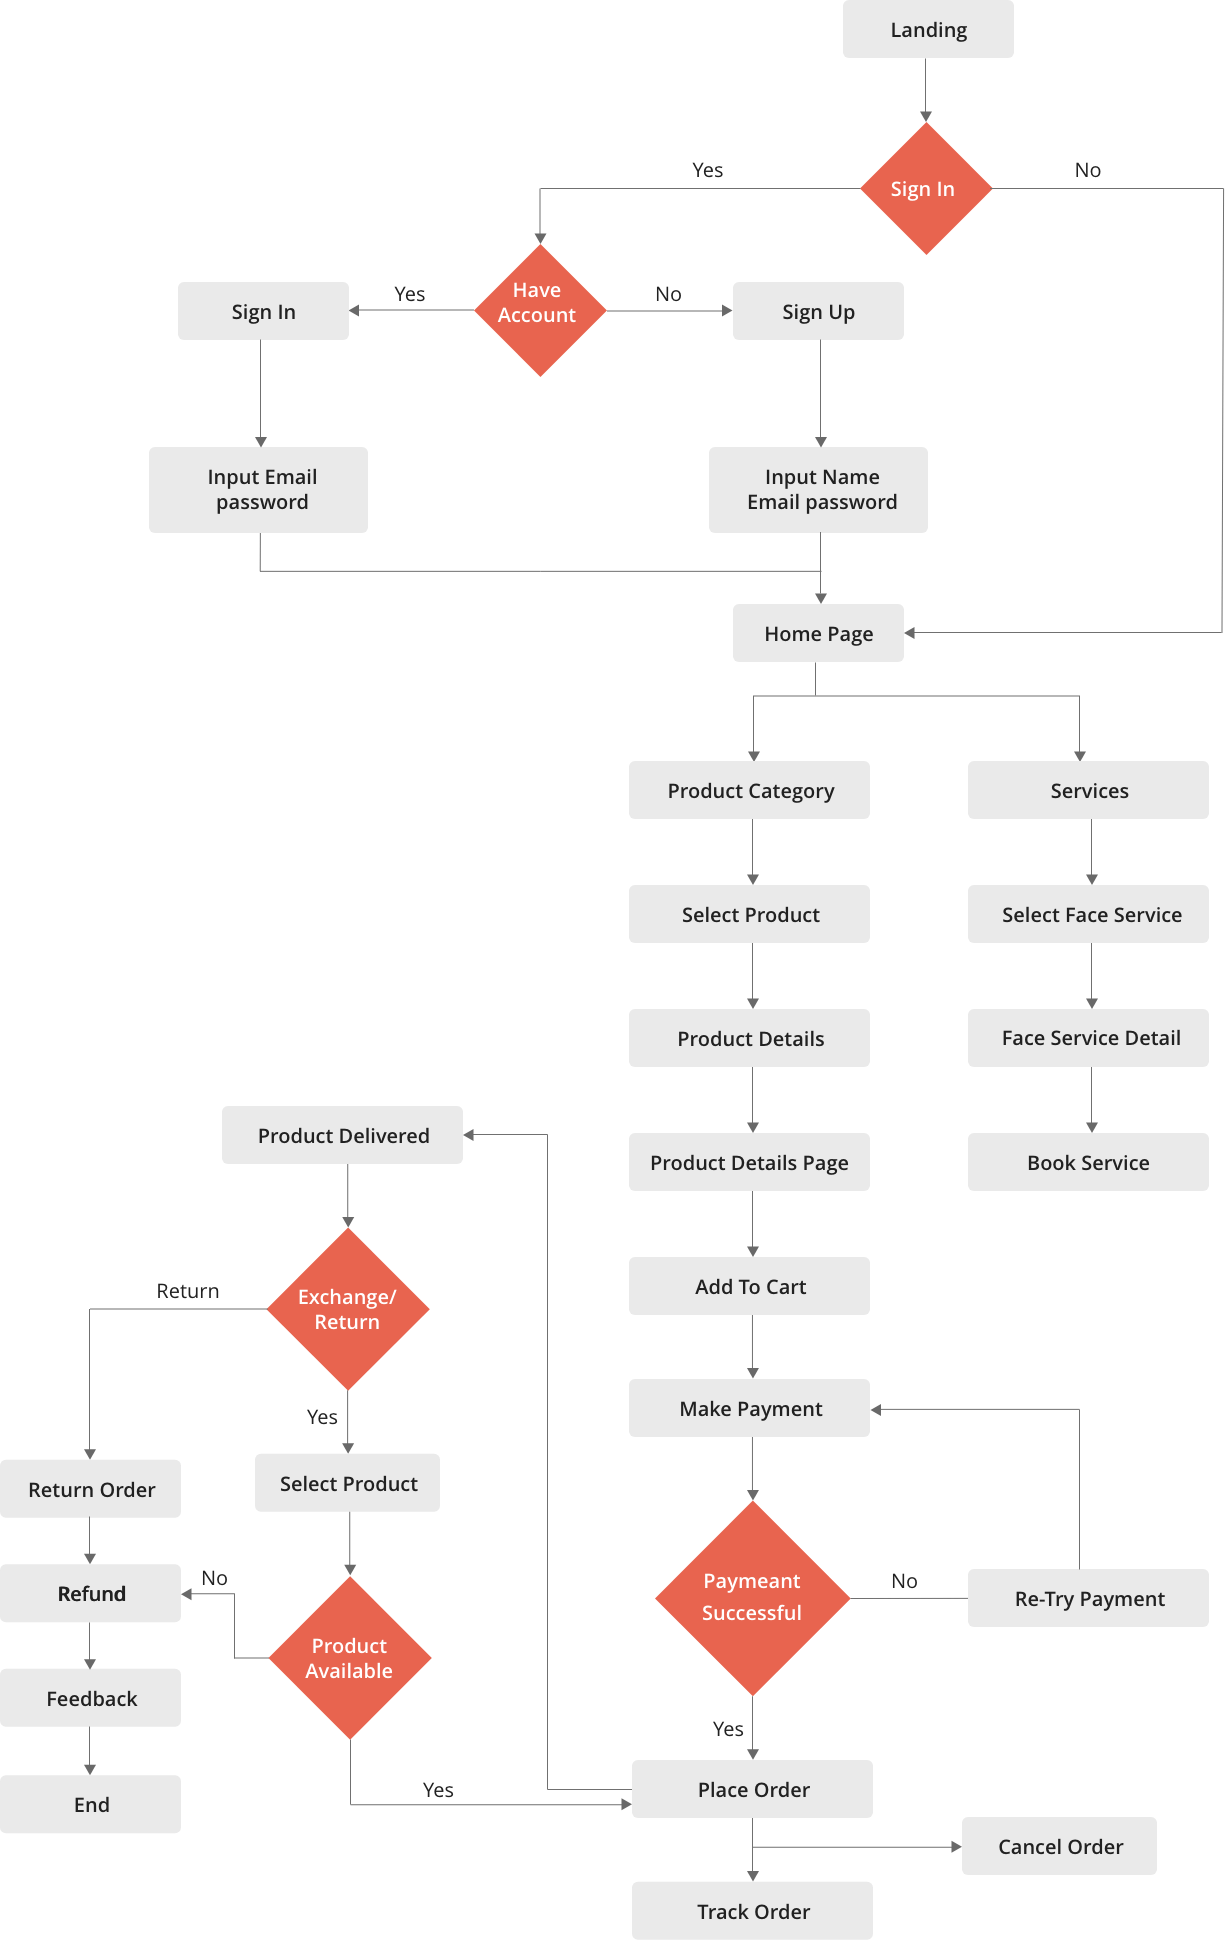 Landing
Sign In
Yes
No
Have
Account
Yes
No
Sign In
Sign Up
Input Email
password
Input Name
Email password
Home Page
Product Category
Services
Select Product
Select Face Service
Product Details
Face Service Detail
Product Details Page
Book Service
Add To Cart
Make Payment
Paymeant
Successful
No
Re-Try Payment
Yes
Place Order
Cancel Order
Track Order
Product Delivered
Exchange/
Return
Return
Yes
Return Order
Select Product
Refund
No
Product
Available
Yes
Feedback
End